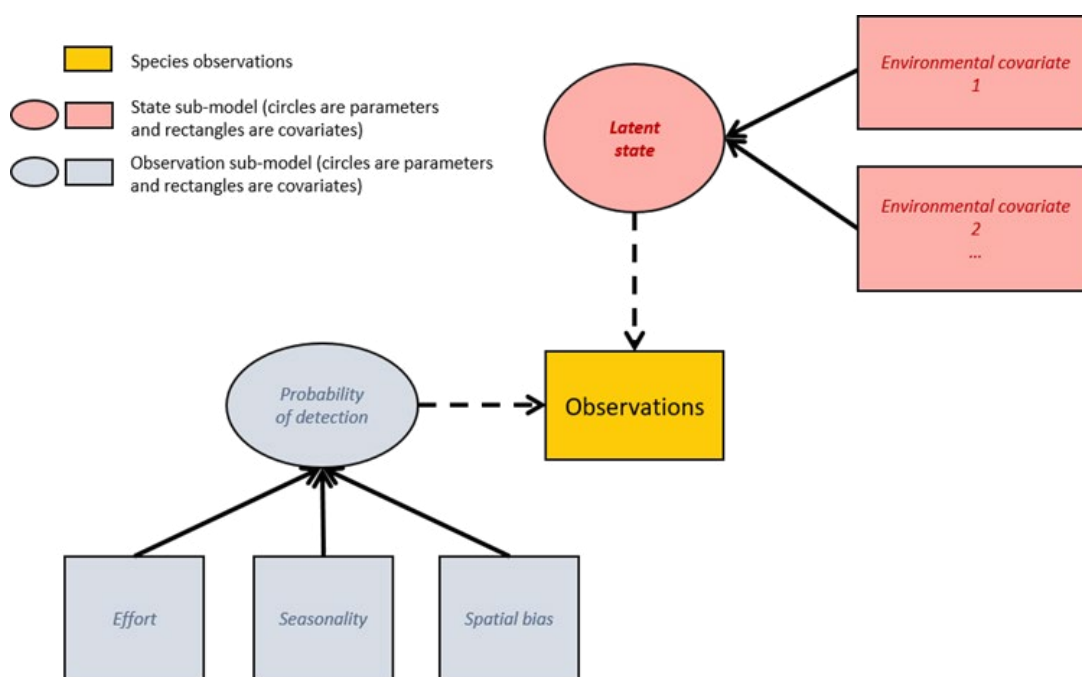 Species observations
State sub-model (circles are parameters
and rectangles are covariates)
Observation sub-model (circles are parameters
and rectangles are covariates)
Latent
state
Environmental covariate
1
Environmental covariate
2
...
Probability
of detection
Observations
Effort
Seasonality
Spatial bias